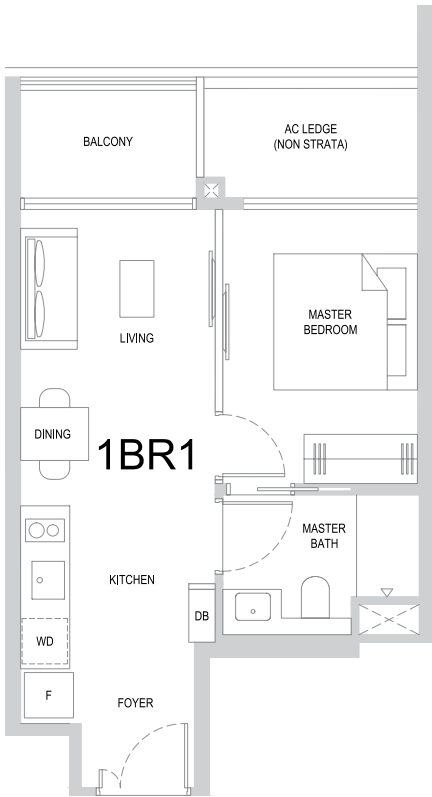 BALCONY
AC LEDGE
(NON STRATA)
LIVING
MASTER
BEDROOM
DINING
1BR1
MASTER
BATH
KITCHEN
DB
WD
F
FOYER